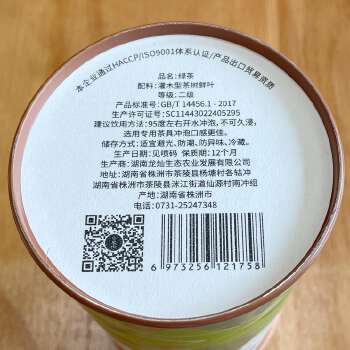 本企业通过HACCP/ISO9001体系认证/产品出口贸易资质
品名：绿茶
配料：灌木型茶树鲜叶
等级：二级
产品标准号：GB/T 14456.1 - 2017
生产许可证号：SC11443022405295
建议饮用方法：95度左右开水冲泡，不可久浸，
选用专用茶具冲泡口感更佳。
储存方式：适宜避光、防潮、防异味、冷藏。
生产日期：见喷码 保质期：12个月
生产商：湖南龙灿生态农业发展有限公司
地址：湖南省株洲市茶陵县杨塘村各轱冲
湖南省株洲市茶陵县洣江街道仙源村南冲组
产地：湖南省株洲市
电话：0731-25247348
6 973256 121758